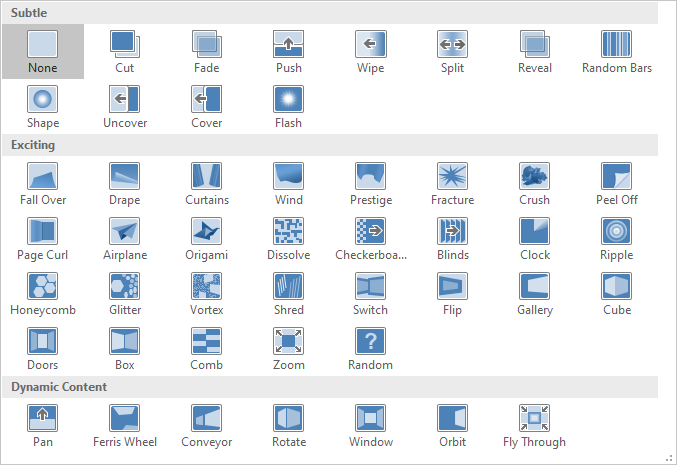 Subtle
None Cut Fade Push Wipe Split Reveal Random Bars
Shape Uncover Cover Flash
Exciting
Fall Over Drape Curtains Wind Prestige Fracture Crush Peel Off
Page Curl Airplane Origami Dissolve Checkerboa... Blinds Clock Ripple
Honeycomb Glitter Vortex Shred Switch Flip Gallery Cube
Doors Box Comb Zoom ? Random
Dynamic Content
Pan Ferris Wheel Conveyor Rotate Window Orbit Fly Through